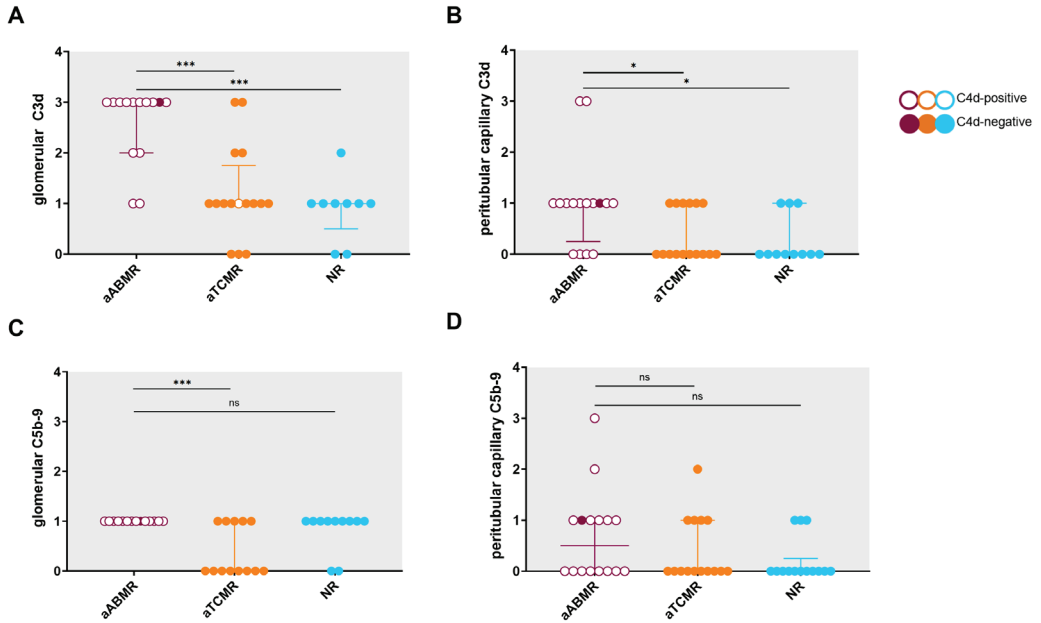 A
glomerular C3d
4
3
2
1
0
***
***
aABMR
aTCMR
NR
B
peritubular capillary C3d
4
3
2
1
0
*
*
aABMR
aTCMR
NR
C4d-positive
C4d-negative
C
glomerular C5b-9
4
3
2
1
0
***
ns
aABMR
aTCMR
NR
D
peritubular capillary C5b-9
4
3
2
1
0
ns
ns
aABMR
aTCMR
NR